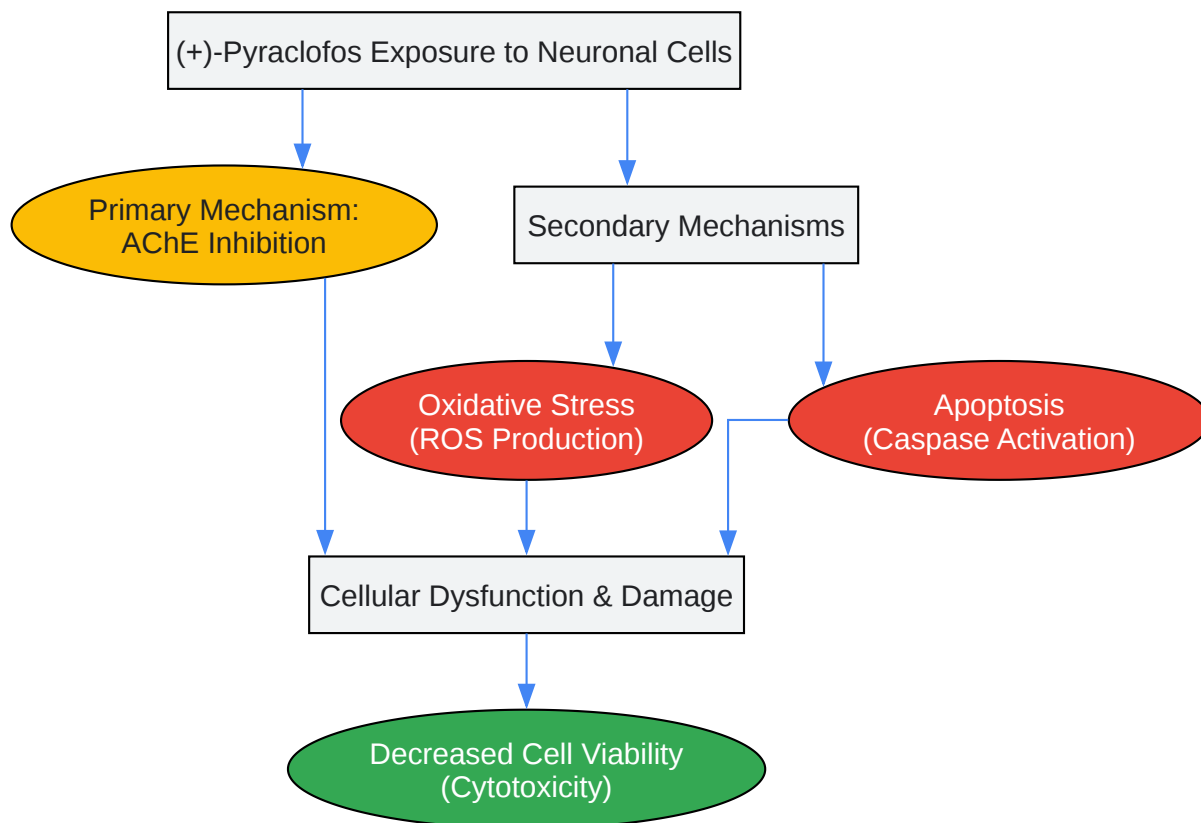 (+)-Pyraclofos Exposure to Neuronal Cells
Primary Mechanism:
AChE Inhibition
Secondary Mechanisms
Oxidative Stress
(ROS Production)
Apoptosis
(Caspase Activation)
Cellular Dysfunction & Damage
Decreased Cell Viability
(Cytotoxicity)